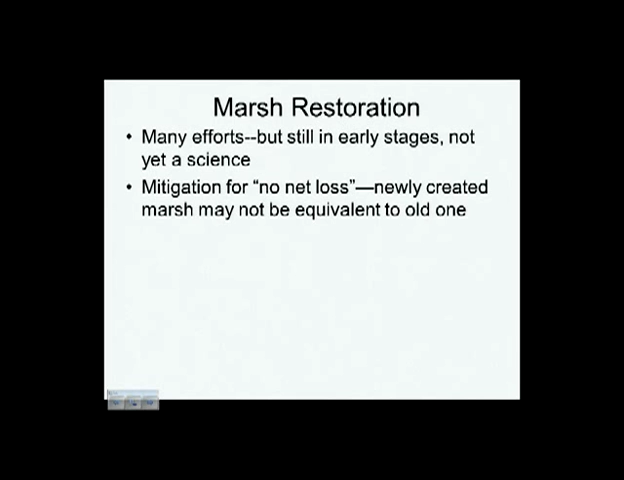 Marsh Restoration
• Many efforts--but still in early stages, not
yet a science
• Mitigation for “no net loss”—newly created
marsh may not be equivalent to old one